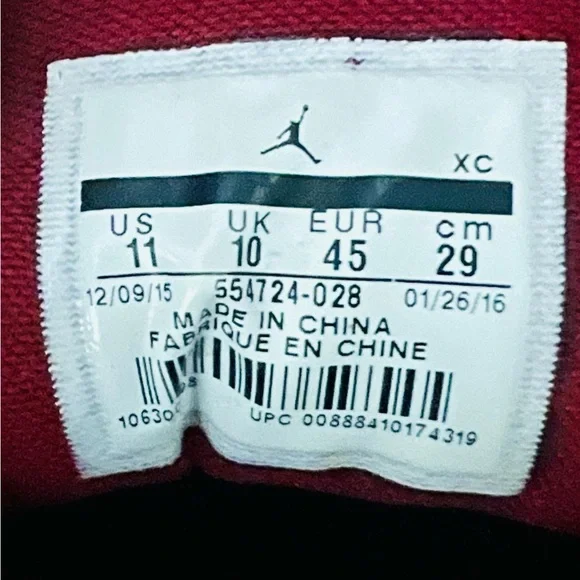 XC
US UK EUR cm
11 10 45 29
12/09/15 554724-028 01/26/16
MADE IN CHINA
FABRIQUE EN CHINE
UPC 00888410174319